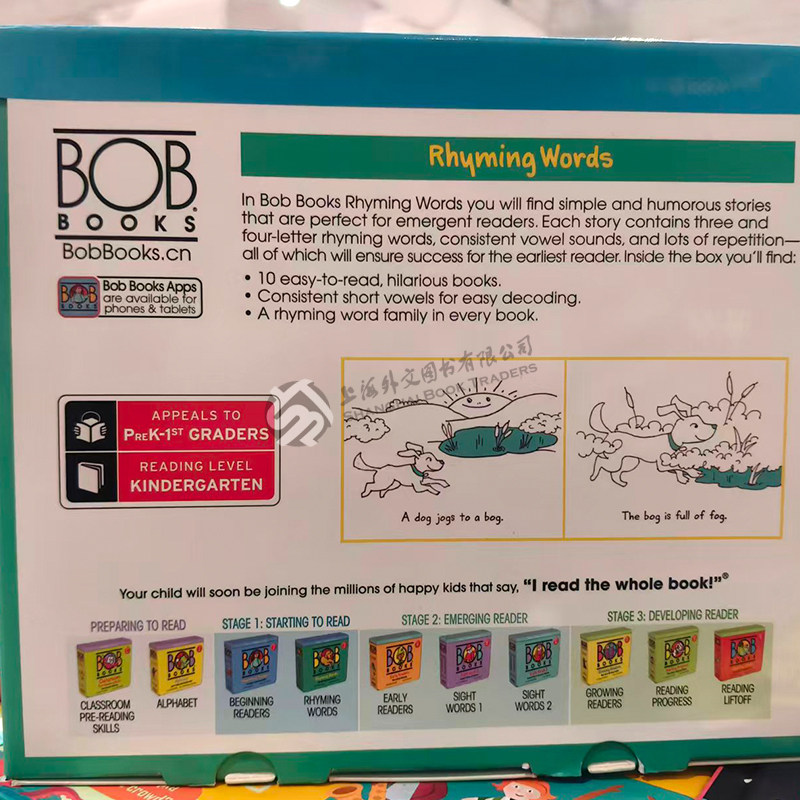 BOB
BOOKS
BobBooks.cn
Bob Books Apps
are available for
phones & tablets
Rhyming Words
In Bob Books Rhyming Words you will find simple and humorous stories
that are perfect for emergent readers. Each story contains three and
four-letter rhyming words, consistent vowel sounds, and lots of repetition—
all of which will ensure success for the earliest reader. Inside the box you'll find:
• 10 easy-to-read, hilarious books.
• Consistent short vowels for easy decoding.
• A rhyming word family in every book.
上海外文图书有限公司
SHANGHAI BOOK TRADERS
APPEALS TO
PREK-1ST GRADERS
READING LEVEL
KINDERGARTEN
A dog jogs to a bog.
The bog is full of fog.
Your child will soon be joining the millions of happy kids that say, "I read the whole book!"®
PREPARING TO READ
STAGE 1: STARTING TO READ
STAGE 2: EMERGING READER
STAGE 3: DEVELOPING READER
CLASSROOM
PRE-READING
SKILLS
ALPHABET
BEGINNING
READERS
RHYMING
WORDS
EARLY
READERS
SIGHT
WORDS 1
SIGHT
WORDS 2
GROWING
READERS
READING
PROGRESS
READING
LIFTOFF